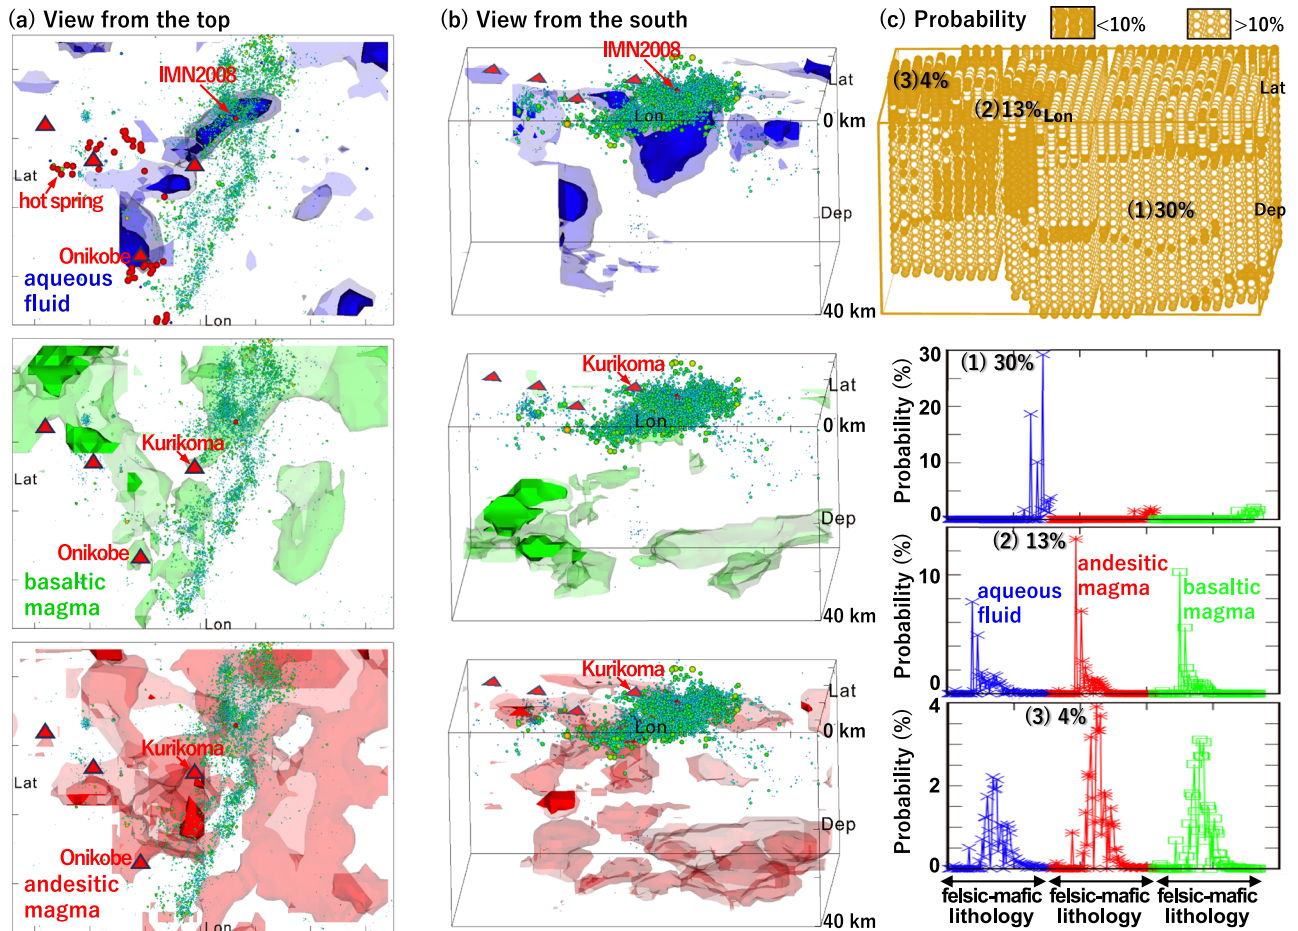 (a) View from the top
IMN2008
Lat
hot spring
Onikobe
aqueous
fluid
Lon
Kurikoma
Lat
Onikobe
basaltic
magma
Lon
Kurikoma
Lat
Onikobe
andesitic
magma
Lon
(b) View from the south
IMN2008
Lat
Lon
0 km
Dep
40 km
Kurikoma
Lat
Lon
0 km
Dep
40 km
Kurikoma
Lat
Lon
0 km
Dep
40 km
(c) Probability
<10%
>10%
(3)4%
(2)13%
Lon
Lat
(1)30%
Dep
Probability (%)
30
20
10
0
(1) 30%
Probability (%)
10
0
(2) 13%
aqueous
fluid
andesitic
magma
basaltic
magma
Probability (%)
4
2
0
(3) 4%
felsic-mafic
lithology
felsic-mafic
lithology
felsic-mafic
lithology